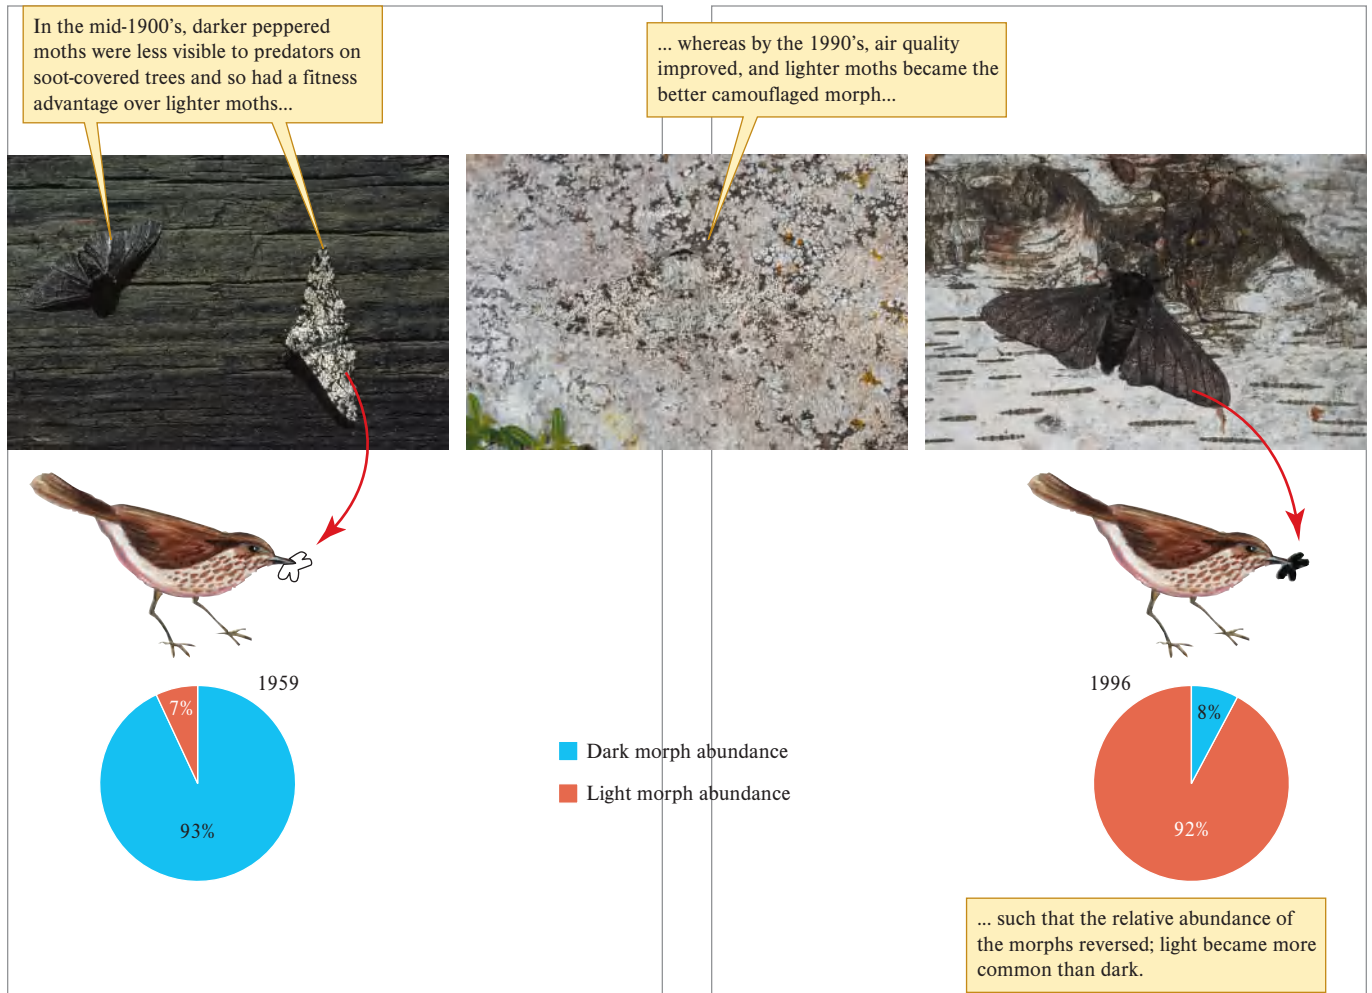 In the mid-1900's, darker peppered
moths were less visible to predators on
soot-covered trees and so had a fitness
advantage over lighter moths...
... whereas by the 1990's, air quality
improved, and lighter moths became the
better camouflaged morph...
1959
7%
93%
Dark morph abundance
Light morph abundance
1996
8%
92%
... such that the relative abundance of
the morphs reversed; light became more
common than dark.